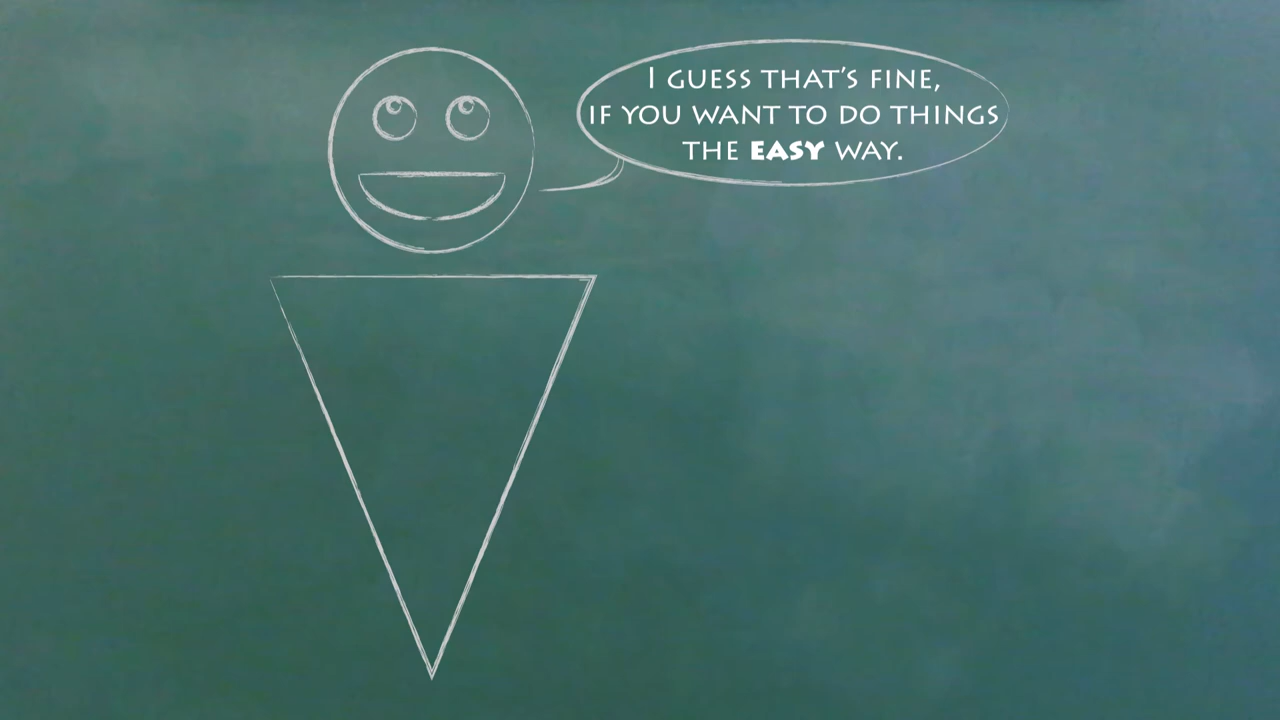 I GUESS THAT'S FINE,
IF YOU WANT TO DO THINGS
THE EASY WAY.